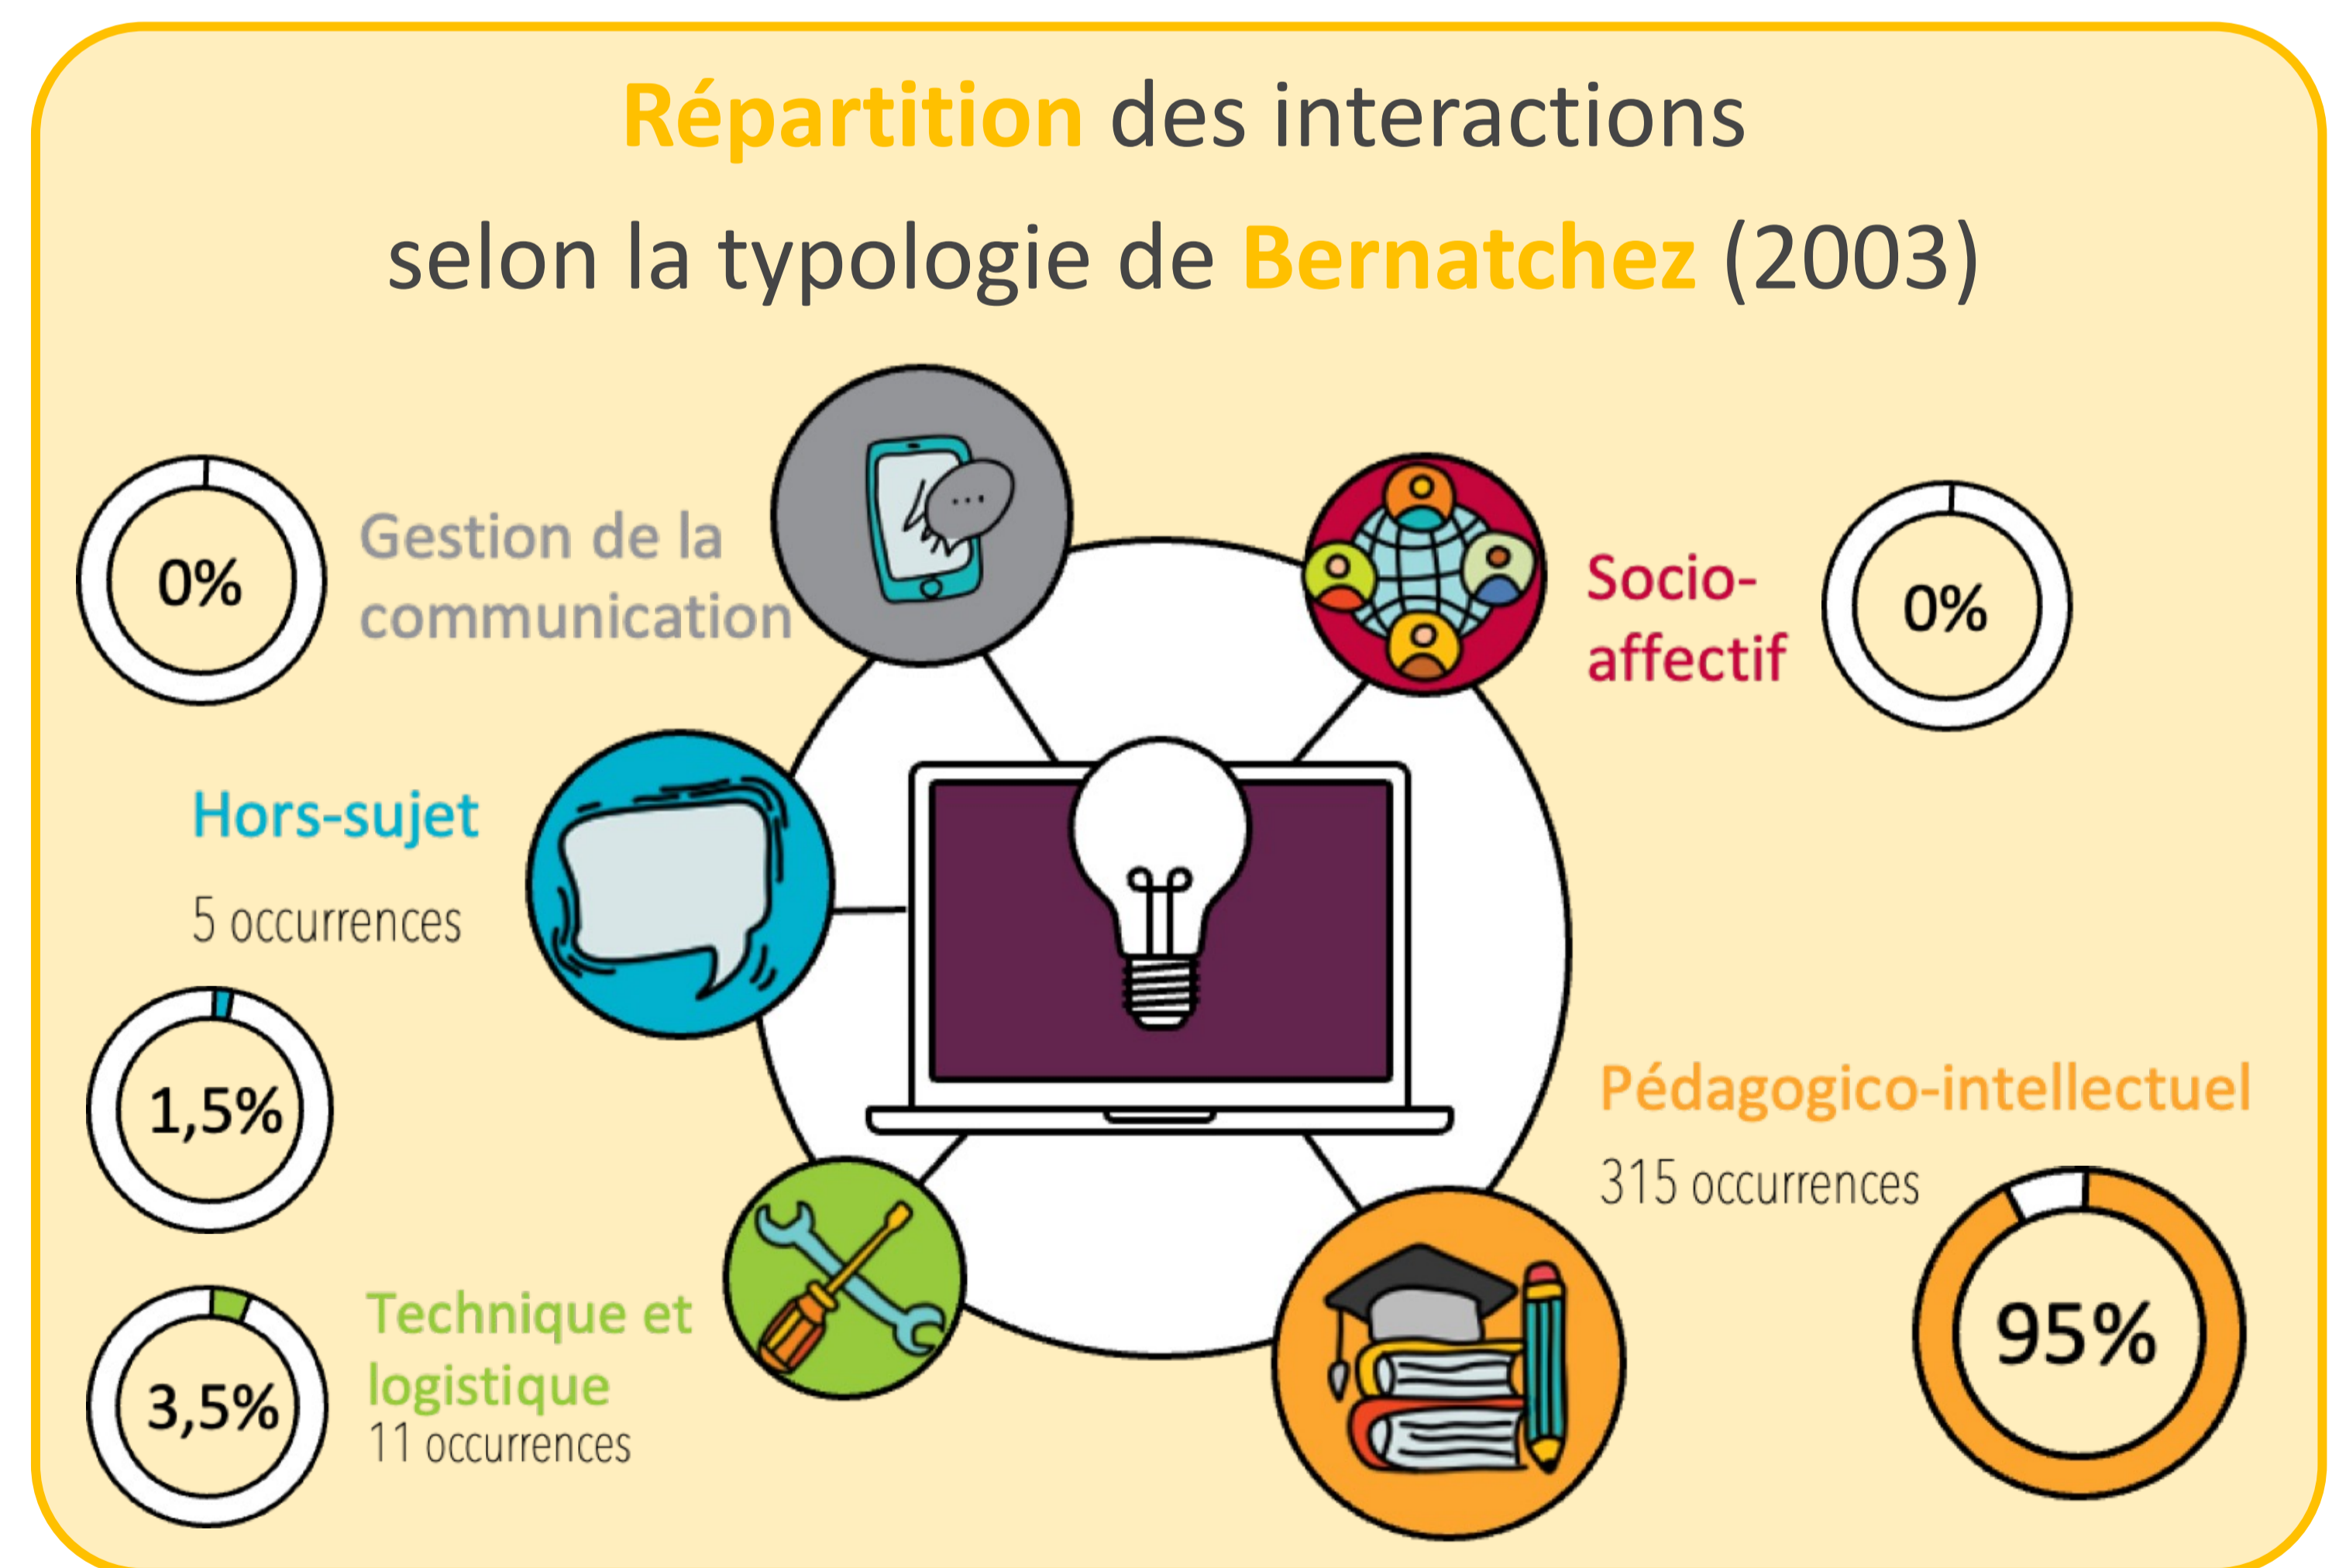 Répartition des interactions
selon la typologie de Bernatchez (2003)
0%
Gestion de la
communication
Socio-
affectif
0%
Hors-sujet
5 occurrences
1,5%
Pédagogico-intellectuel
315 occurrences
95%
Technique et
logistique
11 occurrences
3,5%